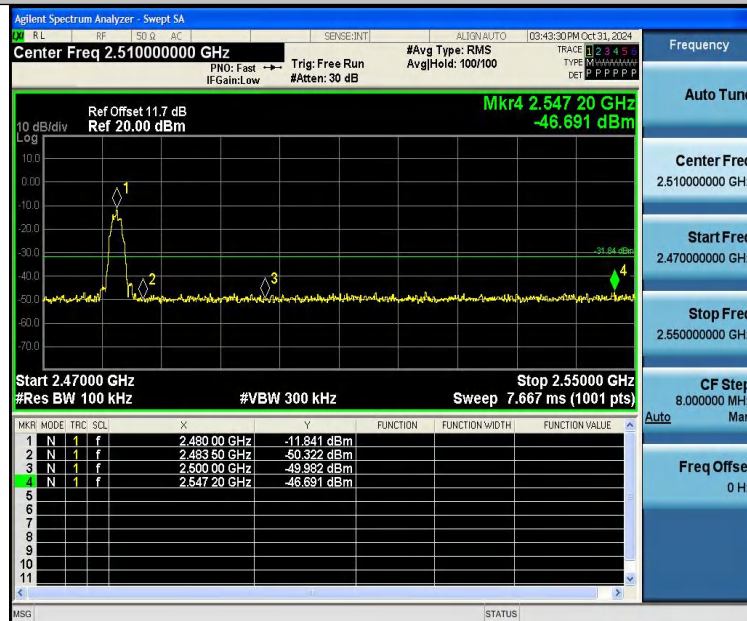 Agilent Spectrum Analyzer - Swept SA
LXI RL RF 50 Ω AC SENSE:INT ALIGN AUTO 03:43:30 PM Oct 31, 2024
Center Freq 2.510000000 GHz
PNO: Fast
IFGain:Low
Trig: Free Run
#Atten: 30 dB
#Avg Type: RMS
Avg|Hold: 100/100
TRACE 1 2 3 4 5 6
TYPE M
DET P P P P P P
Mkr4 2.547 20 GHz
-46.691 dBm
Ref Offset 11.7 dB
10 dB/div Ref 20.00 dBm
Log
10.0
0.00
-10.0
-20.0
-30.0
-40.0
-50.0
-60.0
-70.0
1
2
3
4
-31.84 dBm
Start 2.47000 GHz Stop 2.55000 GHz
#Res BW 100 kHz #VBW 300 kHz Sweep 7.667 ms (1001 pts)
MKR MODE TRC SCL X Y FUNCTION FUNCTION WIDTH FUNCTION VALUE
1 N 1 f 2.480 00 GHz -11.841 dBm
2 N 1 f 2.483 50 GHz -50.322 dBm
3 N 1 f 2.500 00 GHz -49.982 dBm
4 N 1 f 2.547 20 GHz -46.691 dBm
5
6
7
8
9
10
11
MSG STATUS
Frequency
Auto Tune
Center Freq
2.510000000 GH
Start Freq
2.470000000 GH
Stop Freq
2.550000000 GH
CF Step
8.000000 MH
Auto Man
Freq Offse
0 H